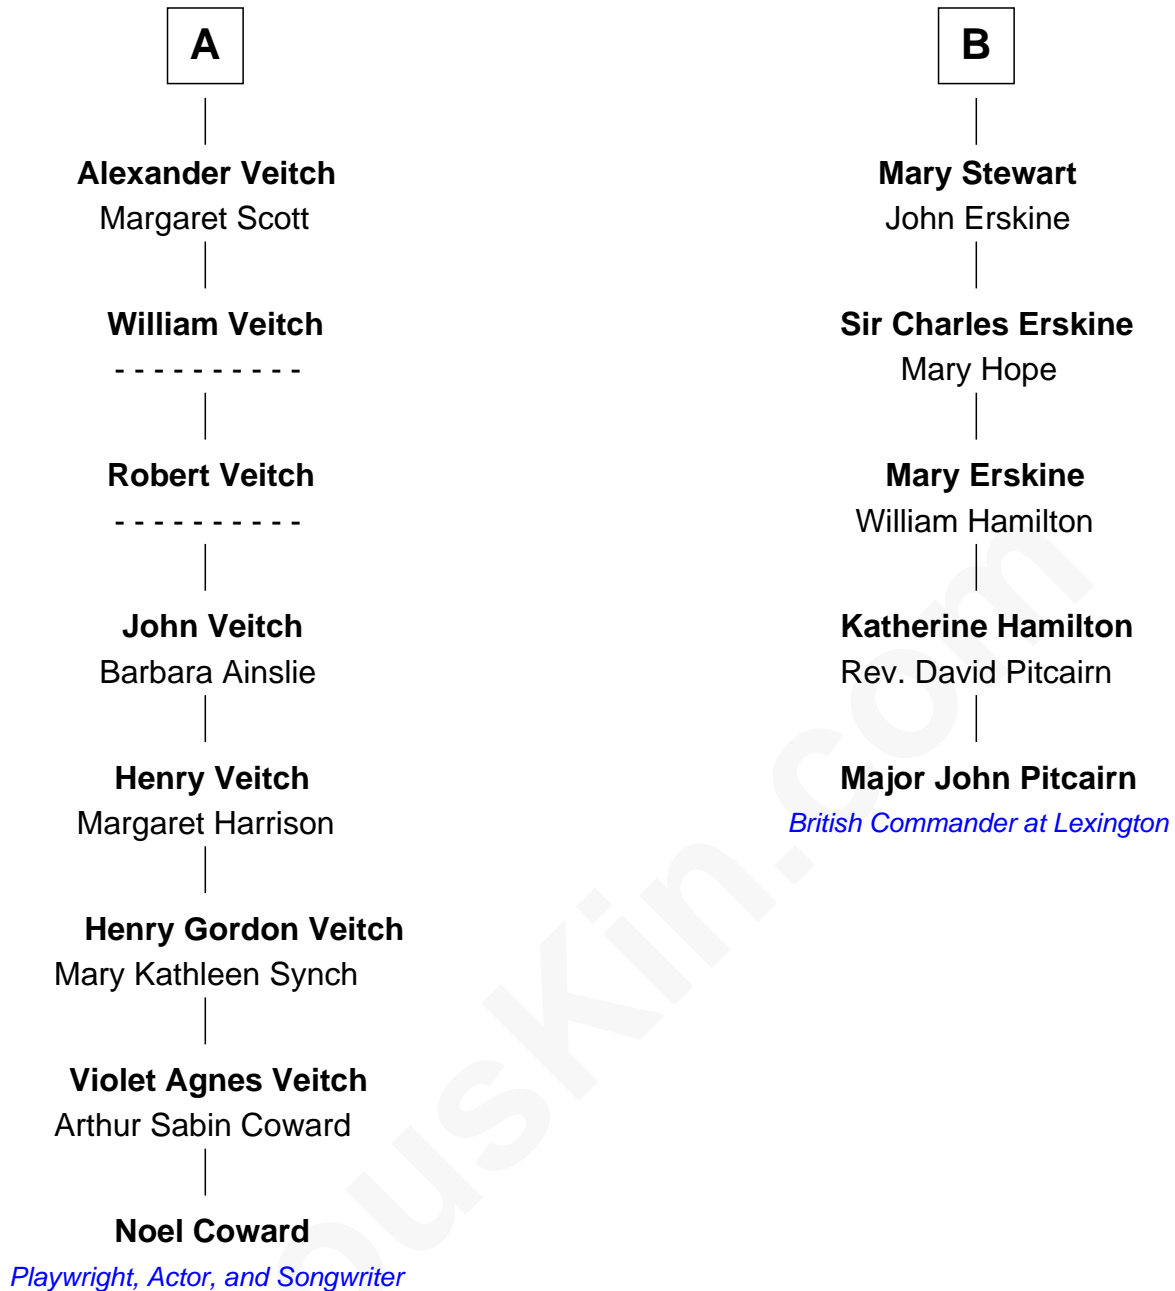 A
Alexander Veitch
Margaret Scott
William Veitch
- - - - - - - - - -
Robert Veitch
- - - - - - - - - -
John Veitch
Barbara Ainslie
Henry Veitch
Margaret Harrison
Henry Gordon Veitch
Mary Kathleen Synch
Violet Agnes Veitch
Arthur Sabin Coward
Noel Coward
Playwright, Actor, and Songwriter
B
Mary Stewart
John Erskine
Sir Charles Erskine
Mary Hope
Mary Erskine
William Hamilton
Katherine Hamilton
Rev. David Pitcairn
Major John Pitcairn
British Commander at Lexington
ousKin.com